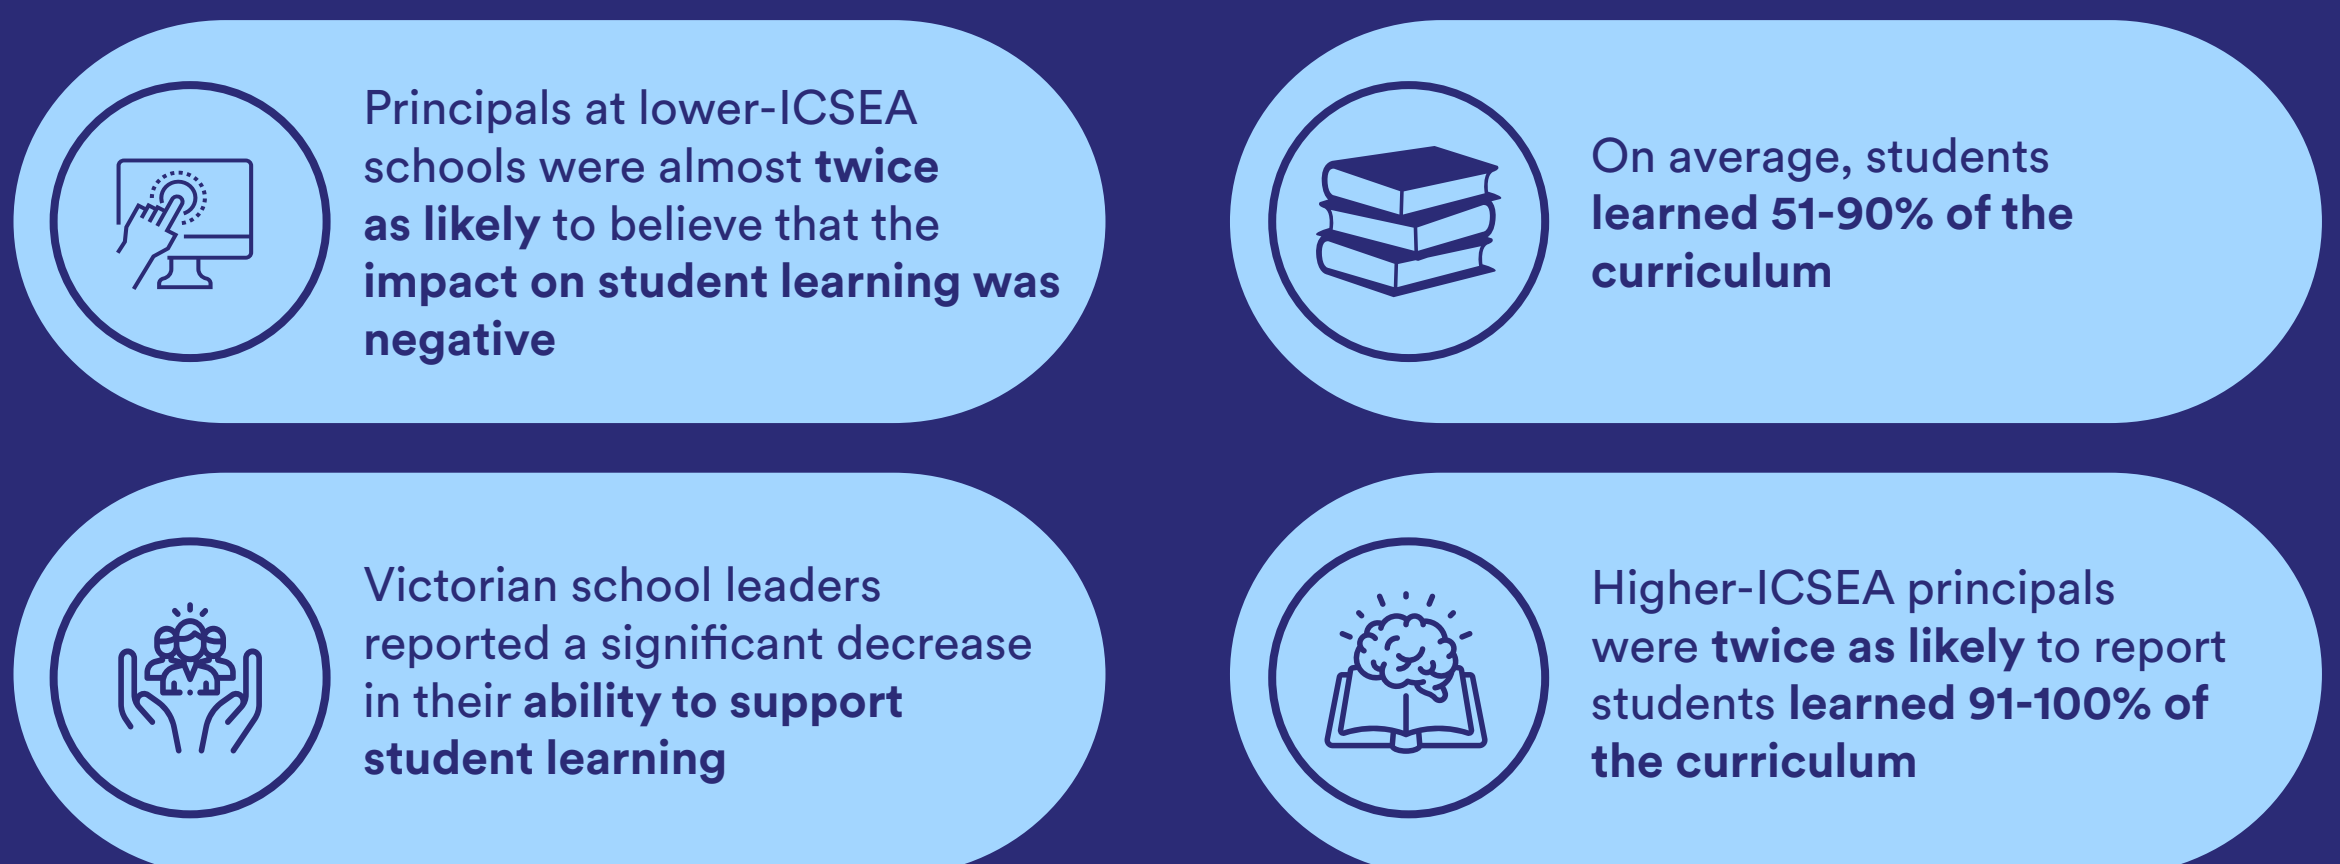 Principals at lower-ICSEA
schools were almost twice
as likely to believe that the
impact on student learning was
negative
On average, students
learned 51-90% of the
curriculum
Victorian school leaders
reported a significant decrease
in their ability to support
student learning
Higher-ICSEA principals
were twice as likely to report
students learned 91-100% of
the curriculum